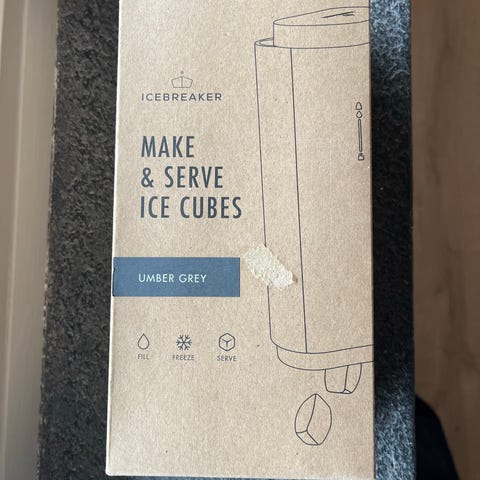 ICEBREAKER
MAKE
& SERVE
ICE CUBES
UMBER GREY
FILL
FREEZE
SERVE